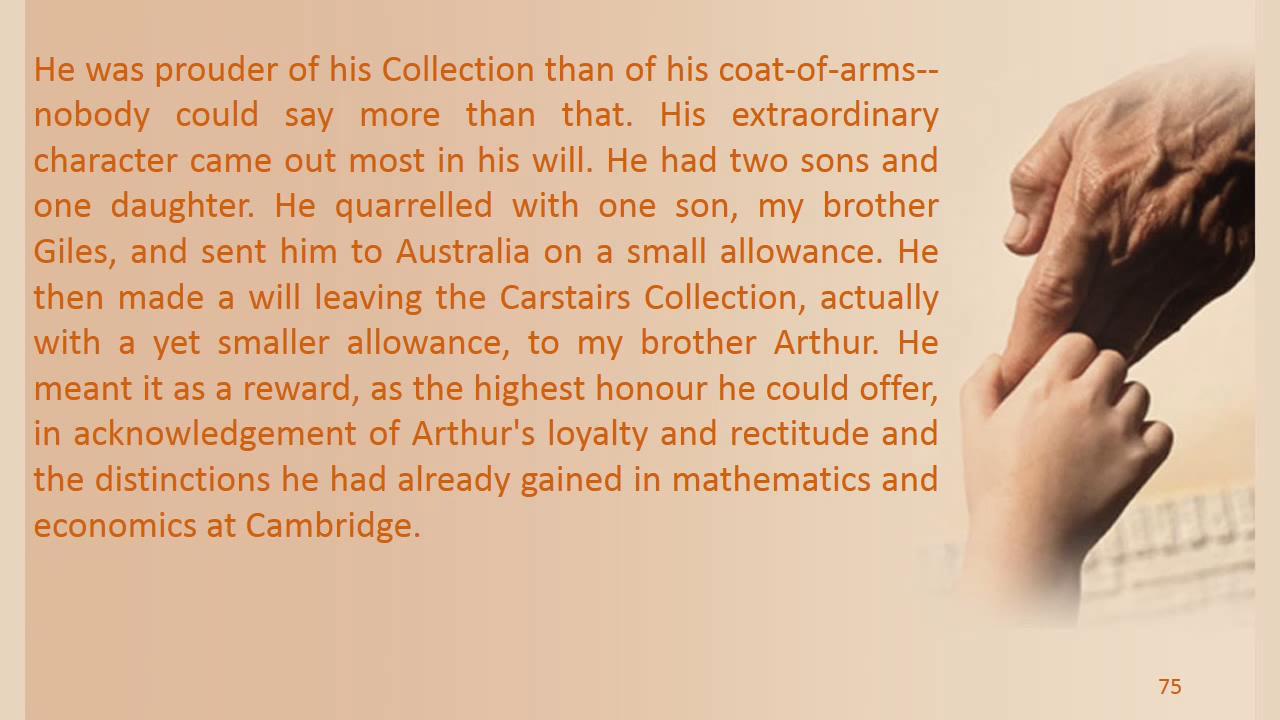 He was prouder of his Collection than of his coat-of-arms--
nobody could say more than that. His extraordinary
character came out most in his will. He had two sons and
one daughter. He quarrelled with one son, my brother
Giles, and sent him to Australia on a small allowance. He
then made a will leaving the Carstairs Collection, actually
with a yet smaller allowance, to my brother Arthur. He
meant it as a reward, as the highest honour he could offer,
in acknowledgement of Arthur's loyalty and rectitude and
the distinctions he had already gained in mathematics and
economics at Cambridge.
75